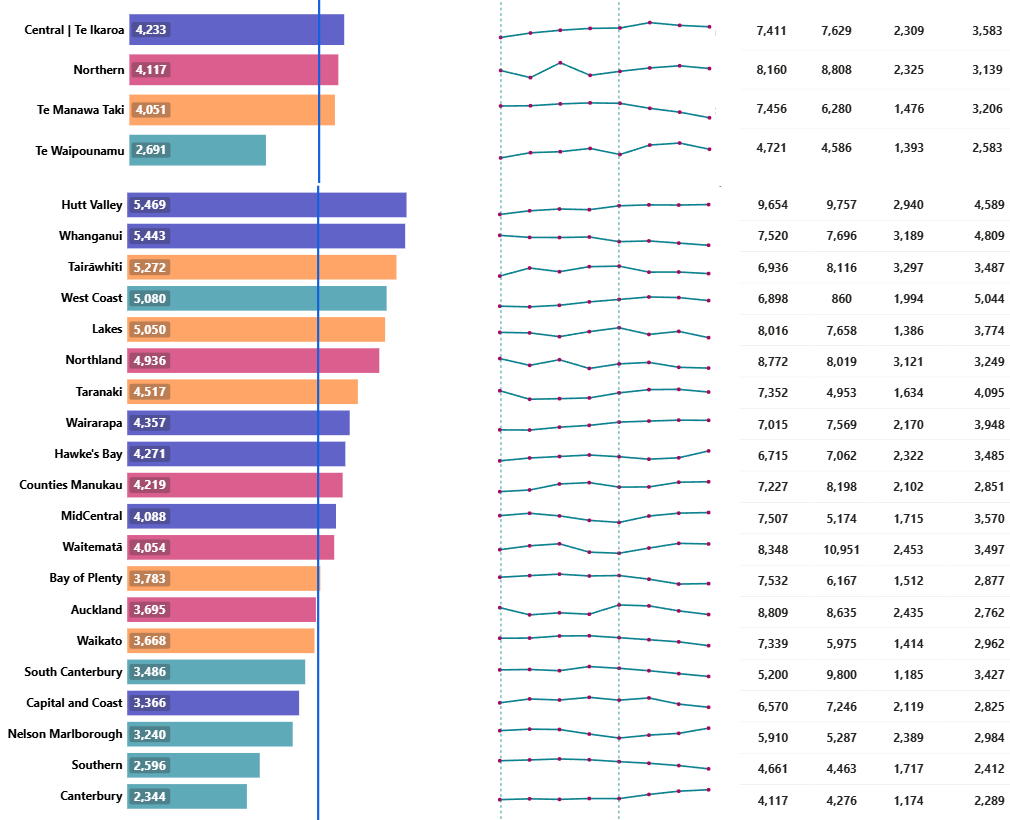 Central | Te Ikaroa 4,233 7,411 7,629 2,309 3,583
Northern 4,117 8,160 8,808 2,325 3,139
Te Manawa Taki 4,051 7,456 6,280 1,476 3,206
Te Waipounamu 2,691 4,721 4,586 1,393 2,583
Hutt Valley 5,469 9,654 9,757 2,940 4,589
Whanganui 5,443 7,520 7,696 3,189 4,809
Tairāwhiti 5,272 6,936 8,116 3,297 3,487
West Coast 5,080 6,898 860 1,994 5,044
Lakes 5,050 8,016 7,658 1,386 3,774
Northland 4,936 8,772 8,019 3,121 3,249
Taranaki 4,517 7,352 4,953 1,634 4,095
Wairarapa 4,357 7,015 7,569 2,170 3,948
Hawke's Bay 4,271 6,715 7,062 2,322 3,485
Counties Manukau 4,219 7,227 8,198 2,102 2,851
MidCentral 4,088 7,507 5,174 1,715 3,570
Waitematā 4,054 8,348 10,951 2,453 3,497
Bay of Plenty 3,783 7,532 6,167 1,512 2,877
Auckland 3,695 8,809 8,635 2,435 2,762
Waikato 3,668 7,339 5,975 1,414 2,962
South Canterbury 3,486 5,200 9,800 1,185 3,427
Capital and Coast 3,366 6,570 7,246 2,119 2,825
Nelson Marlborough 3,240 5,910 5,287 2,389 2,984
Southern 2,596 4,661 4,463 1,717 2,412
Canterbury 2,344 4,117 4,276 1,174 2,289